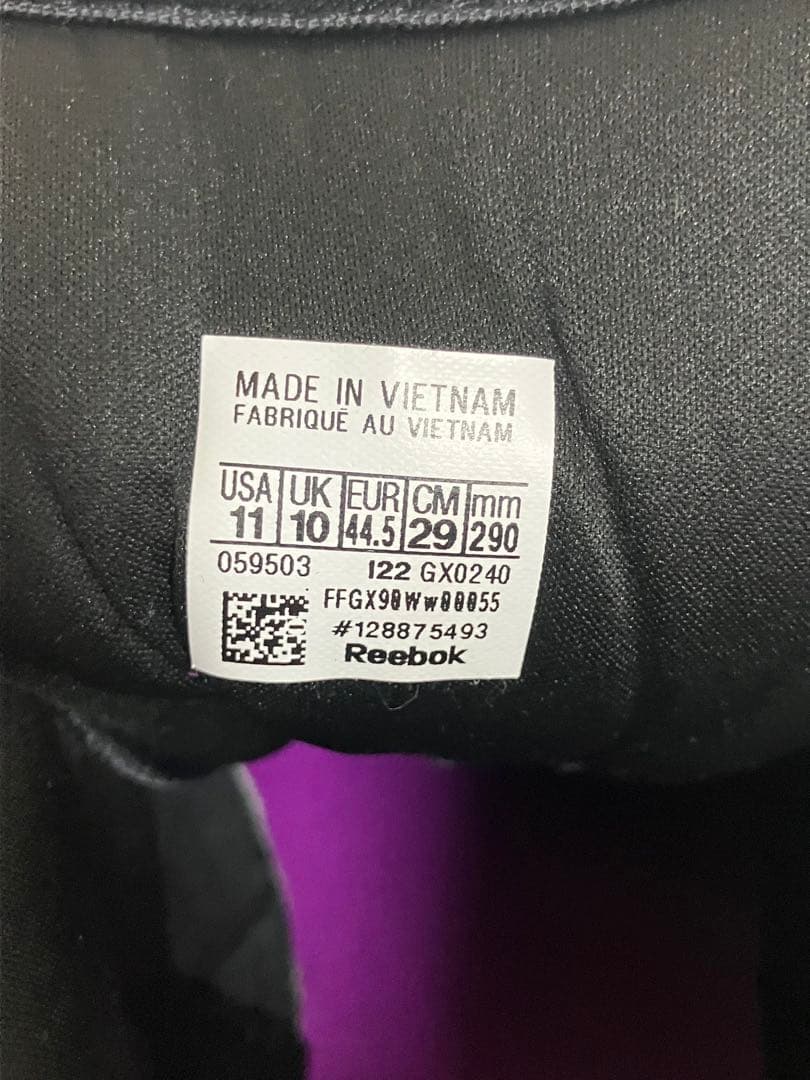 MADE IN VIETNAM
FABRIQUÉ AU VIETNAM
USA UK EUR CM mm
11 10 44.5 29 290
059503 I22 GX0240
FFGX90Ww00055
#128875493
Reebok